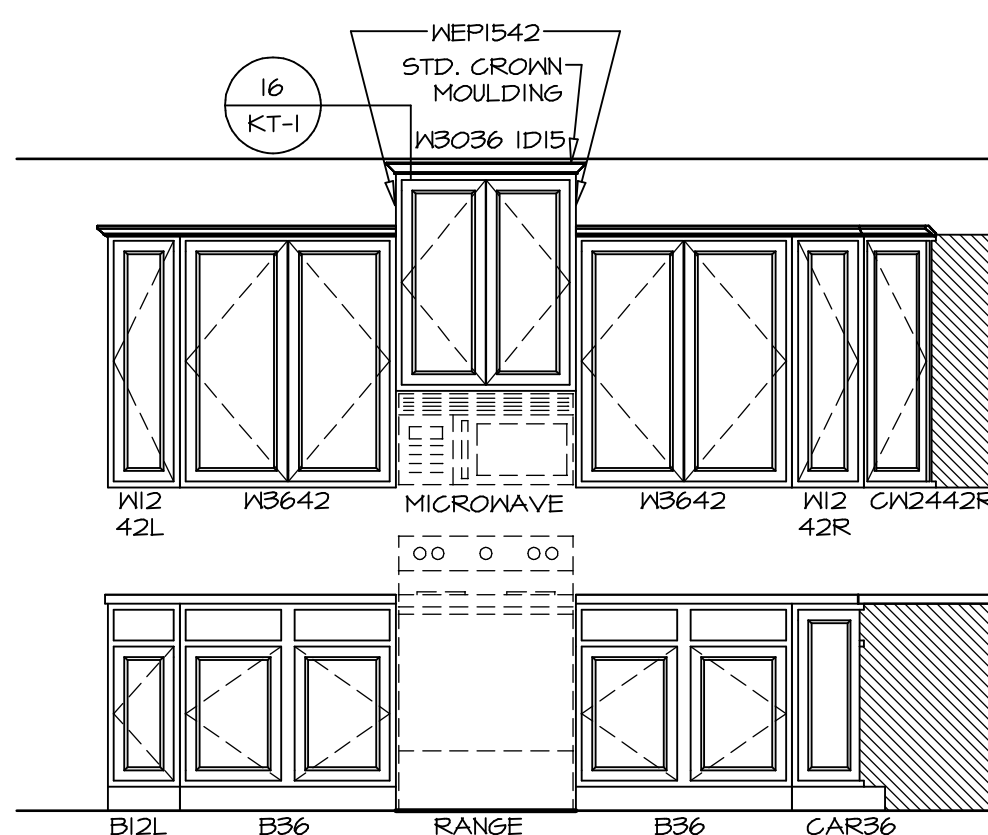 WEP1542
STD. CROWN
MOULDING
16
KT-1
W3036 1D15
W12
42L
W3642
MICROWAVE
W3642
W12
42R
CW2442R
B12L
B36
RANGE
B36
CAR36